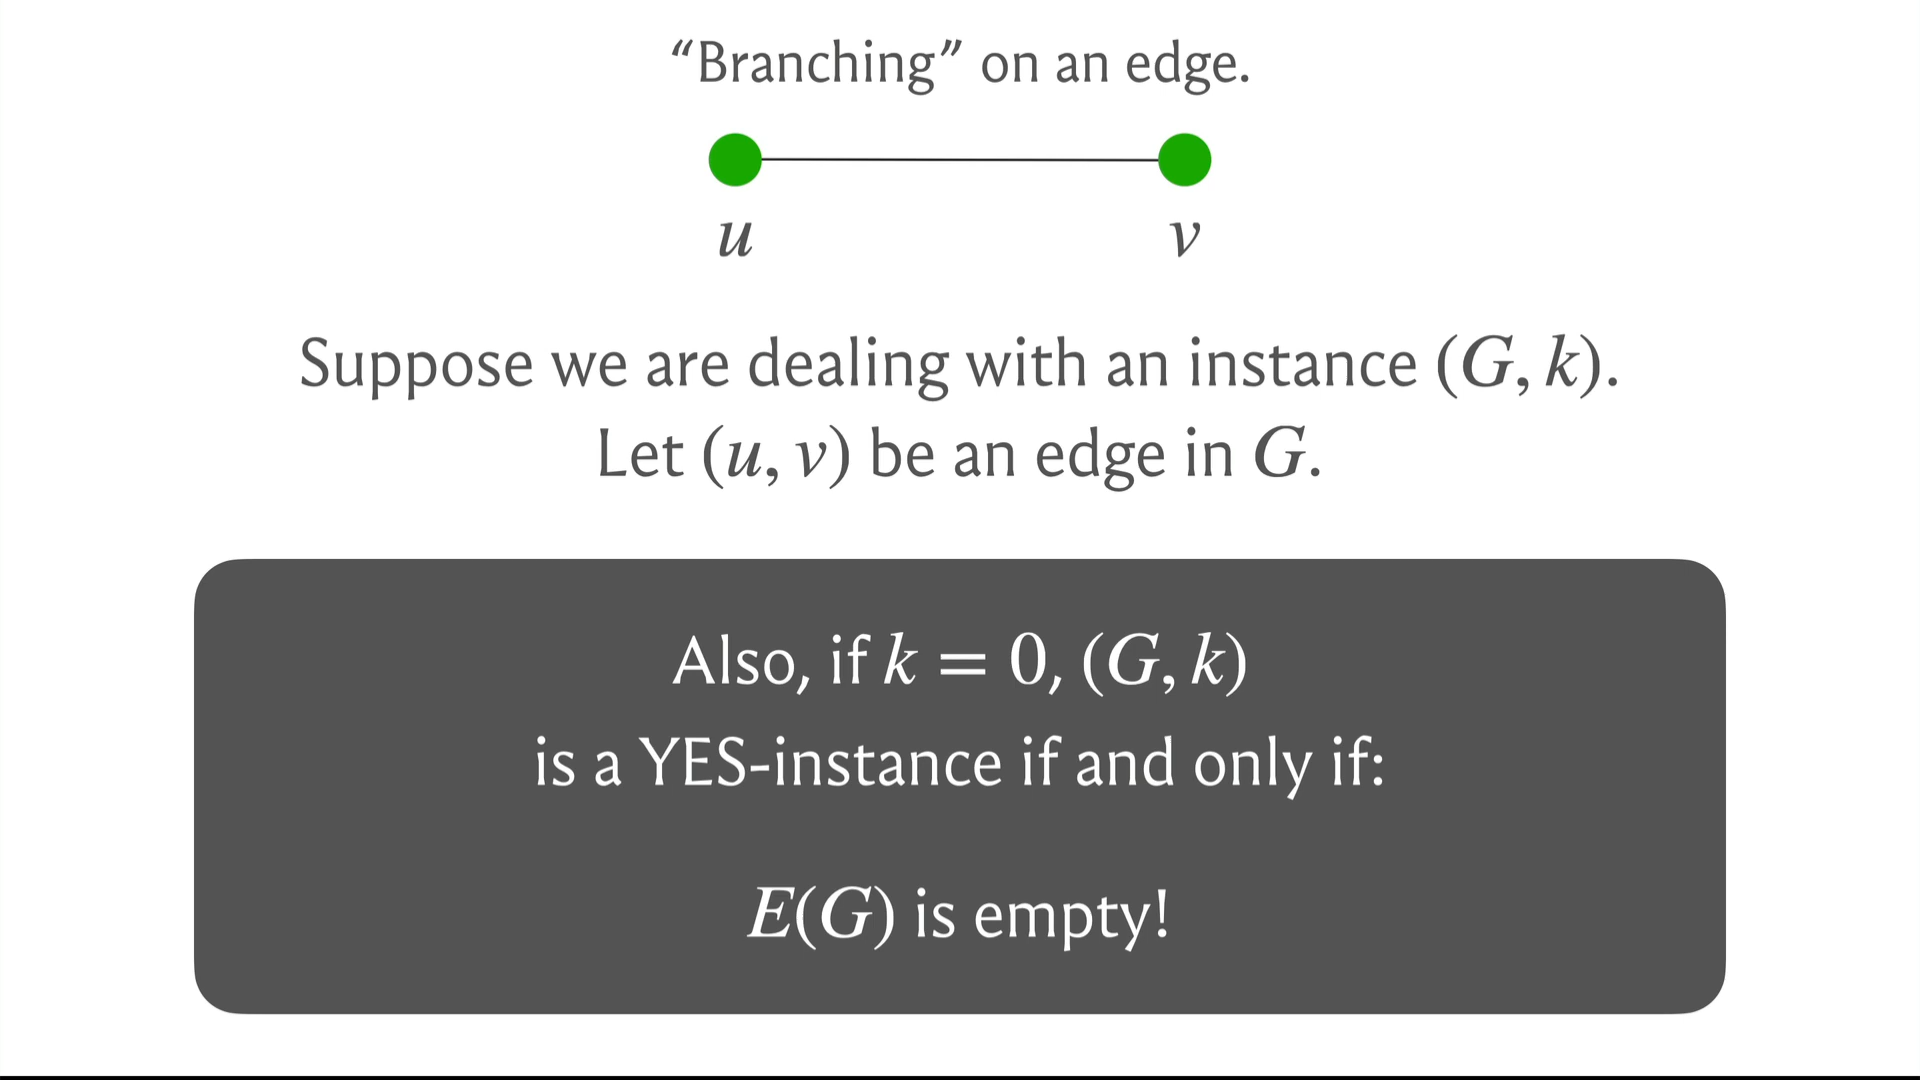 “Branching” on an edge.
u
v
Suppose we are dealing with an instance (G, k).
Let (u, v) be an edge in G.
Also, if k = 0, (G, k)
is a YES-instance if and only if:
E(G) is empty!